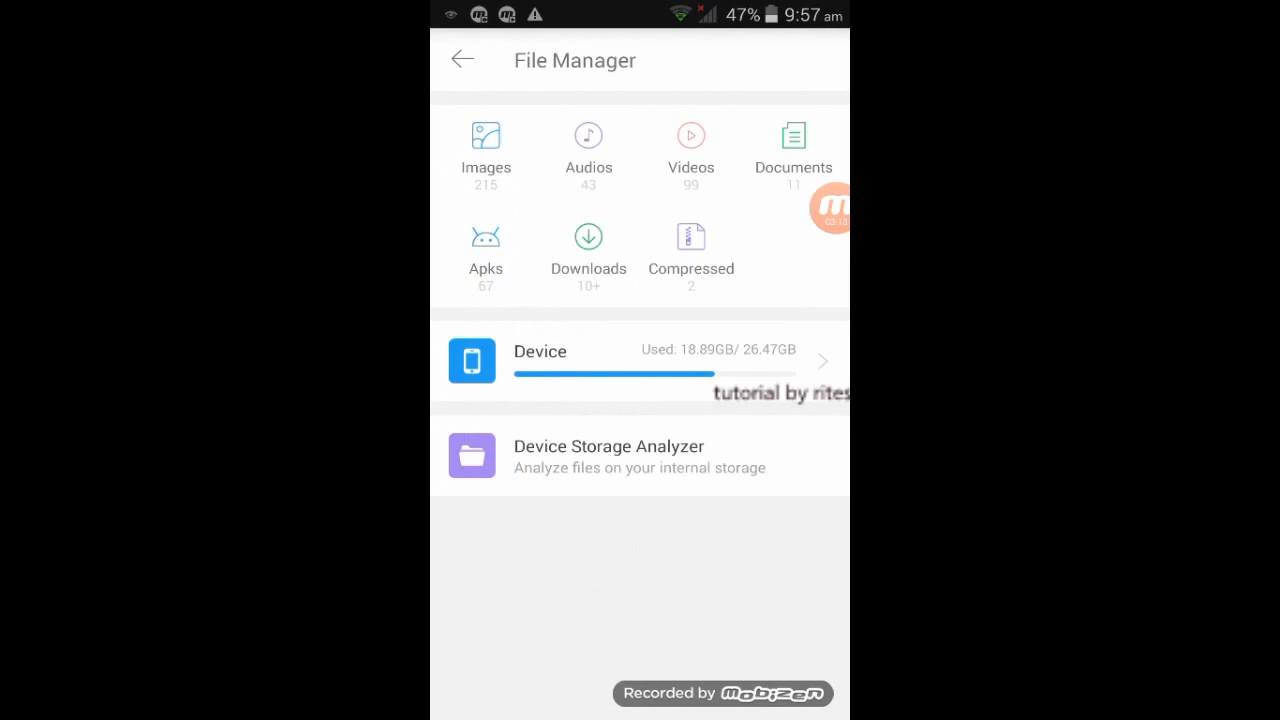 47% 9:57 am
File Manager
Images Audios Videos Documents
215 43 99 11
03:13
Apks Downloads Compressed
67 10+ 2
Device Used: 18.89GB/ 26.47GB
tutorial by rites
Device Storage Analyzer
Analyze files on your internal storage
Recorded by mobizen